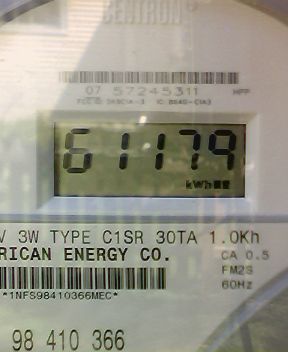 CENTRON®
07 57245311
61179
kWh
V 3W TYPE C1SR 30TA 1.0Kh
RICAN ENERGY CO. CA 0.5
FM2S
60Hz
*1NFS98410366MEC*
98 410 366